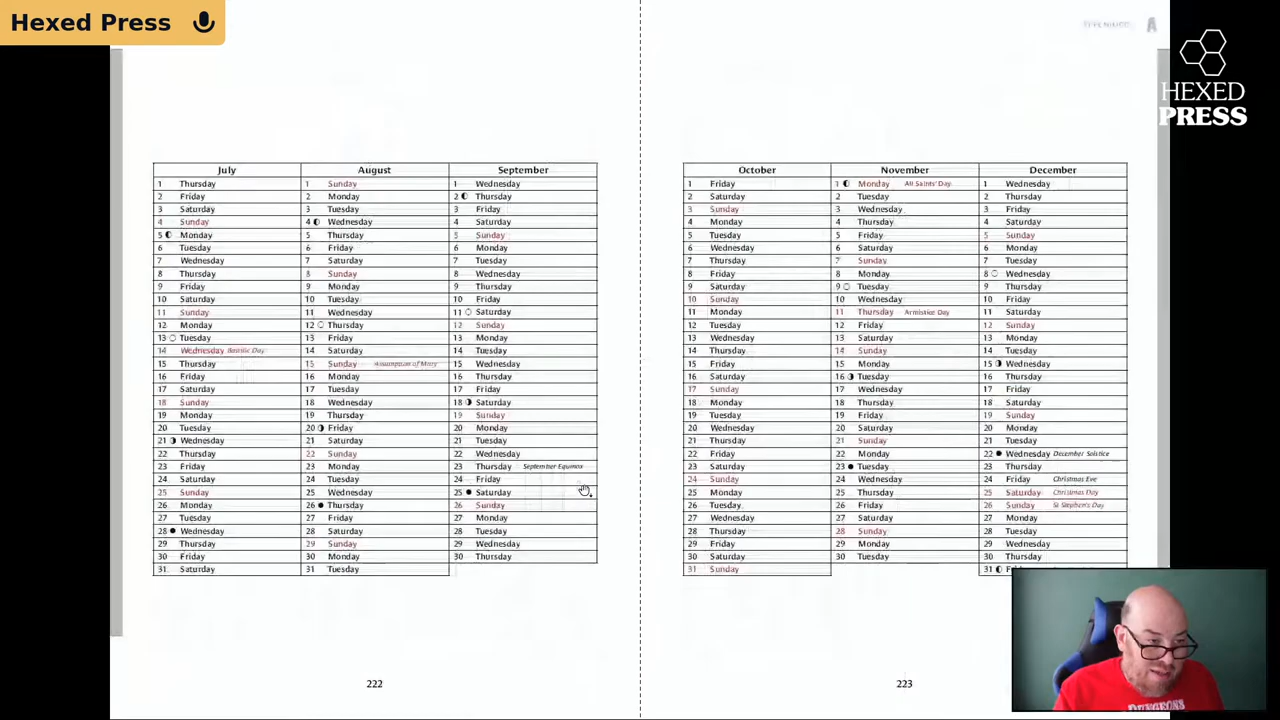 Hexed Press
HEXED
PRESS
July August September
1 Thursday 1 Sunday 1 Wednesday
2 Friday 2 Monday 2 Thursday
3 Saturday 3 Tuesday 3 Friday
4 Sunday 4 Wednesday 4 Saturday
5 Monday 5 Thursday 5 Sunday
6 Tuesday 6 Friday 6 Monday
7 Wednesday 7 Saturday 7 Tuesday
8 Thursday 8 Sunday 8 Wednesday
9 Friday 9 Monday 9 Thursday
10 Saturday 10 Tuesday 10 Friday
11 Sunday 11 Wednesday 11 Saturday
12 Monday 12 Thursday 12 Sunday
13 Tuesday 13 Friday 13 Monday
14 Wednesday Bastille Day 14 Saturday 14 Tuesday
15 Thursday 15 Sunday Assumption of Mary 15 Wednesday
16 Friday 16 Monday 16 Thursday
17 Saturday 17 Tuesday 17 Friday
18 Sunday 18 Wednesday 18 Saturday
19 Monday 19 Thursday 19 Sunday
20 Tuesday 20 Friday 20 Monday
21 Wednesday 21 Saturday 21 Tuesday
22 Thursday 22 Sunday 22 Wednesday
23 Friday 23 Monday 23 Thursday September Equinox
24 Saturday 24 Tuesday 24 Friday
25 Sunday 25 Wednesday 25 Saturday
26 Monday 26 Thursday 26 Sunday
27 Tuesday 27 Friday 27 Monday
28 Wednesday 28 Saturday 28 Tuesday
29 Thursday 29 Sunday 29 Wednesday
30 Friday 30 Monday 30 Thursday
31 Saturday 31 Tuesday
222
October November December
1 Friday 1 Monday All Saints' Day 1 Wednesday
2 Saturday 2 Tuesday 2 Thursday
3 Sunday 3 Wednesday 3 Friday
4 Monday 4 Thursday 4 Saturday
5 Tuesday 5 Friday 5 Sunday
6 Wednesday 6 Saturday 6 Monday
7 Thursday 7 Sunday 7 Tuesday
8 Friday 8 Monday 8 Wednesday
9 Saturday 9 Tuesday 9 Thursday
10 Sunday 10 Wednesday 10 Friday
11 Monday 11 Thursday Armistice Day 11 Saturday
12 Tuesday 12 Friday 12 Sunday
13 Wednesday 13 Saturday 13 Monday
14 Thursday 14 Sunday 14 Tuesday
15 Friday 15 Monday 15 Wednesday
16 Saturday 16 Tuesday 16 Thursday
17 Sunday 17 Wednesday 17 Friday
18 Monday 18 Thursday 18 Saturday
19 Tuesday 19 Friday 19 Sunday
20 Wednesday 20 Saturday 20 Monday
21 Thursday 21 Sunday 21 Tuesday
22 Friday 22 Monday 22 Wednesday December Solstice
23 Saturday 23 Tuesday 23 Thursday
24 Sunday 24 Wednesday 24 Friday Christmas Eve
25 Monday 25 Thursday 25 Saturday Christmas Day
26 Tuesday 26 Friday 26 Sunday St Stephen's Day
27 Wednesday 27 Saturday 27 Monday
28 Thursday 28 Sunday 28 Tuesday
29 Friday 29 Monday 29 Wednesday
30 Saturday 30 Tuesday 30 Thursday
31 Sunday 31
223
DUNGEONS